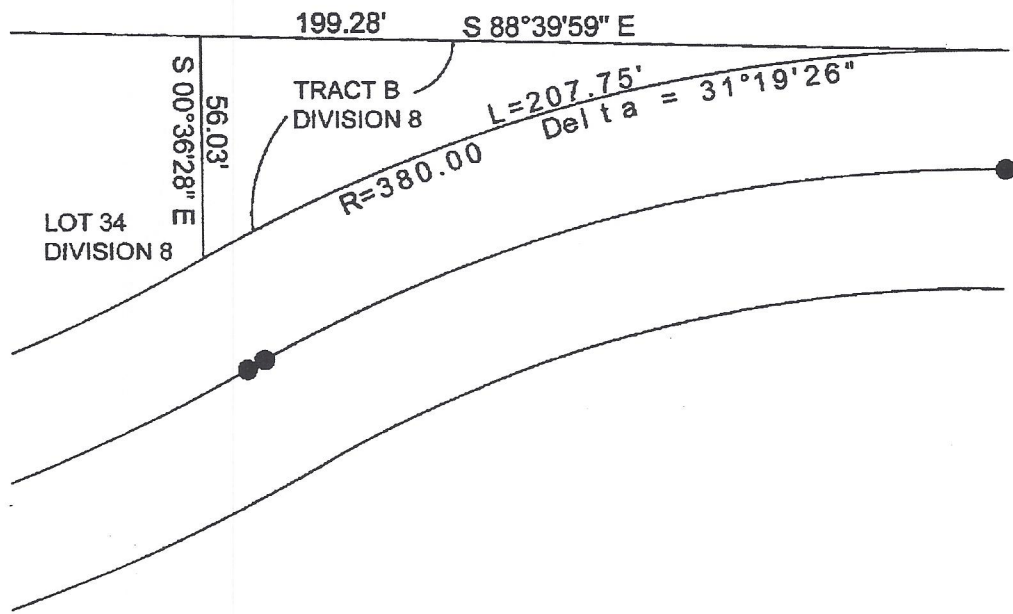 199.28'
S 88°39'59" E
S 00°36'28" E
56.03'
TRACT B
DIVISION 8
L=207.75'
Delta = 31°19'26"
R=380.00
LOT 34
DIVISION 8